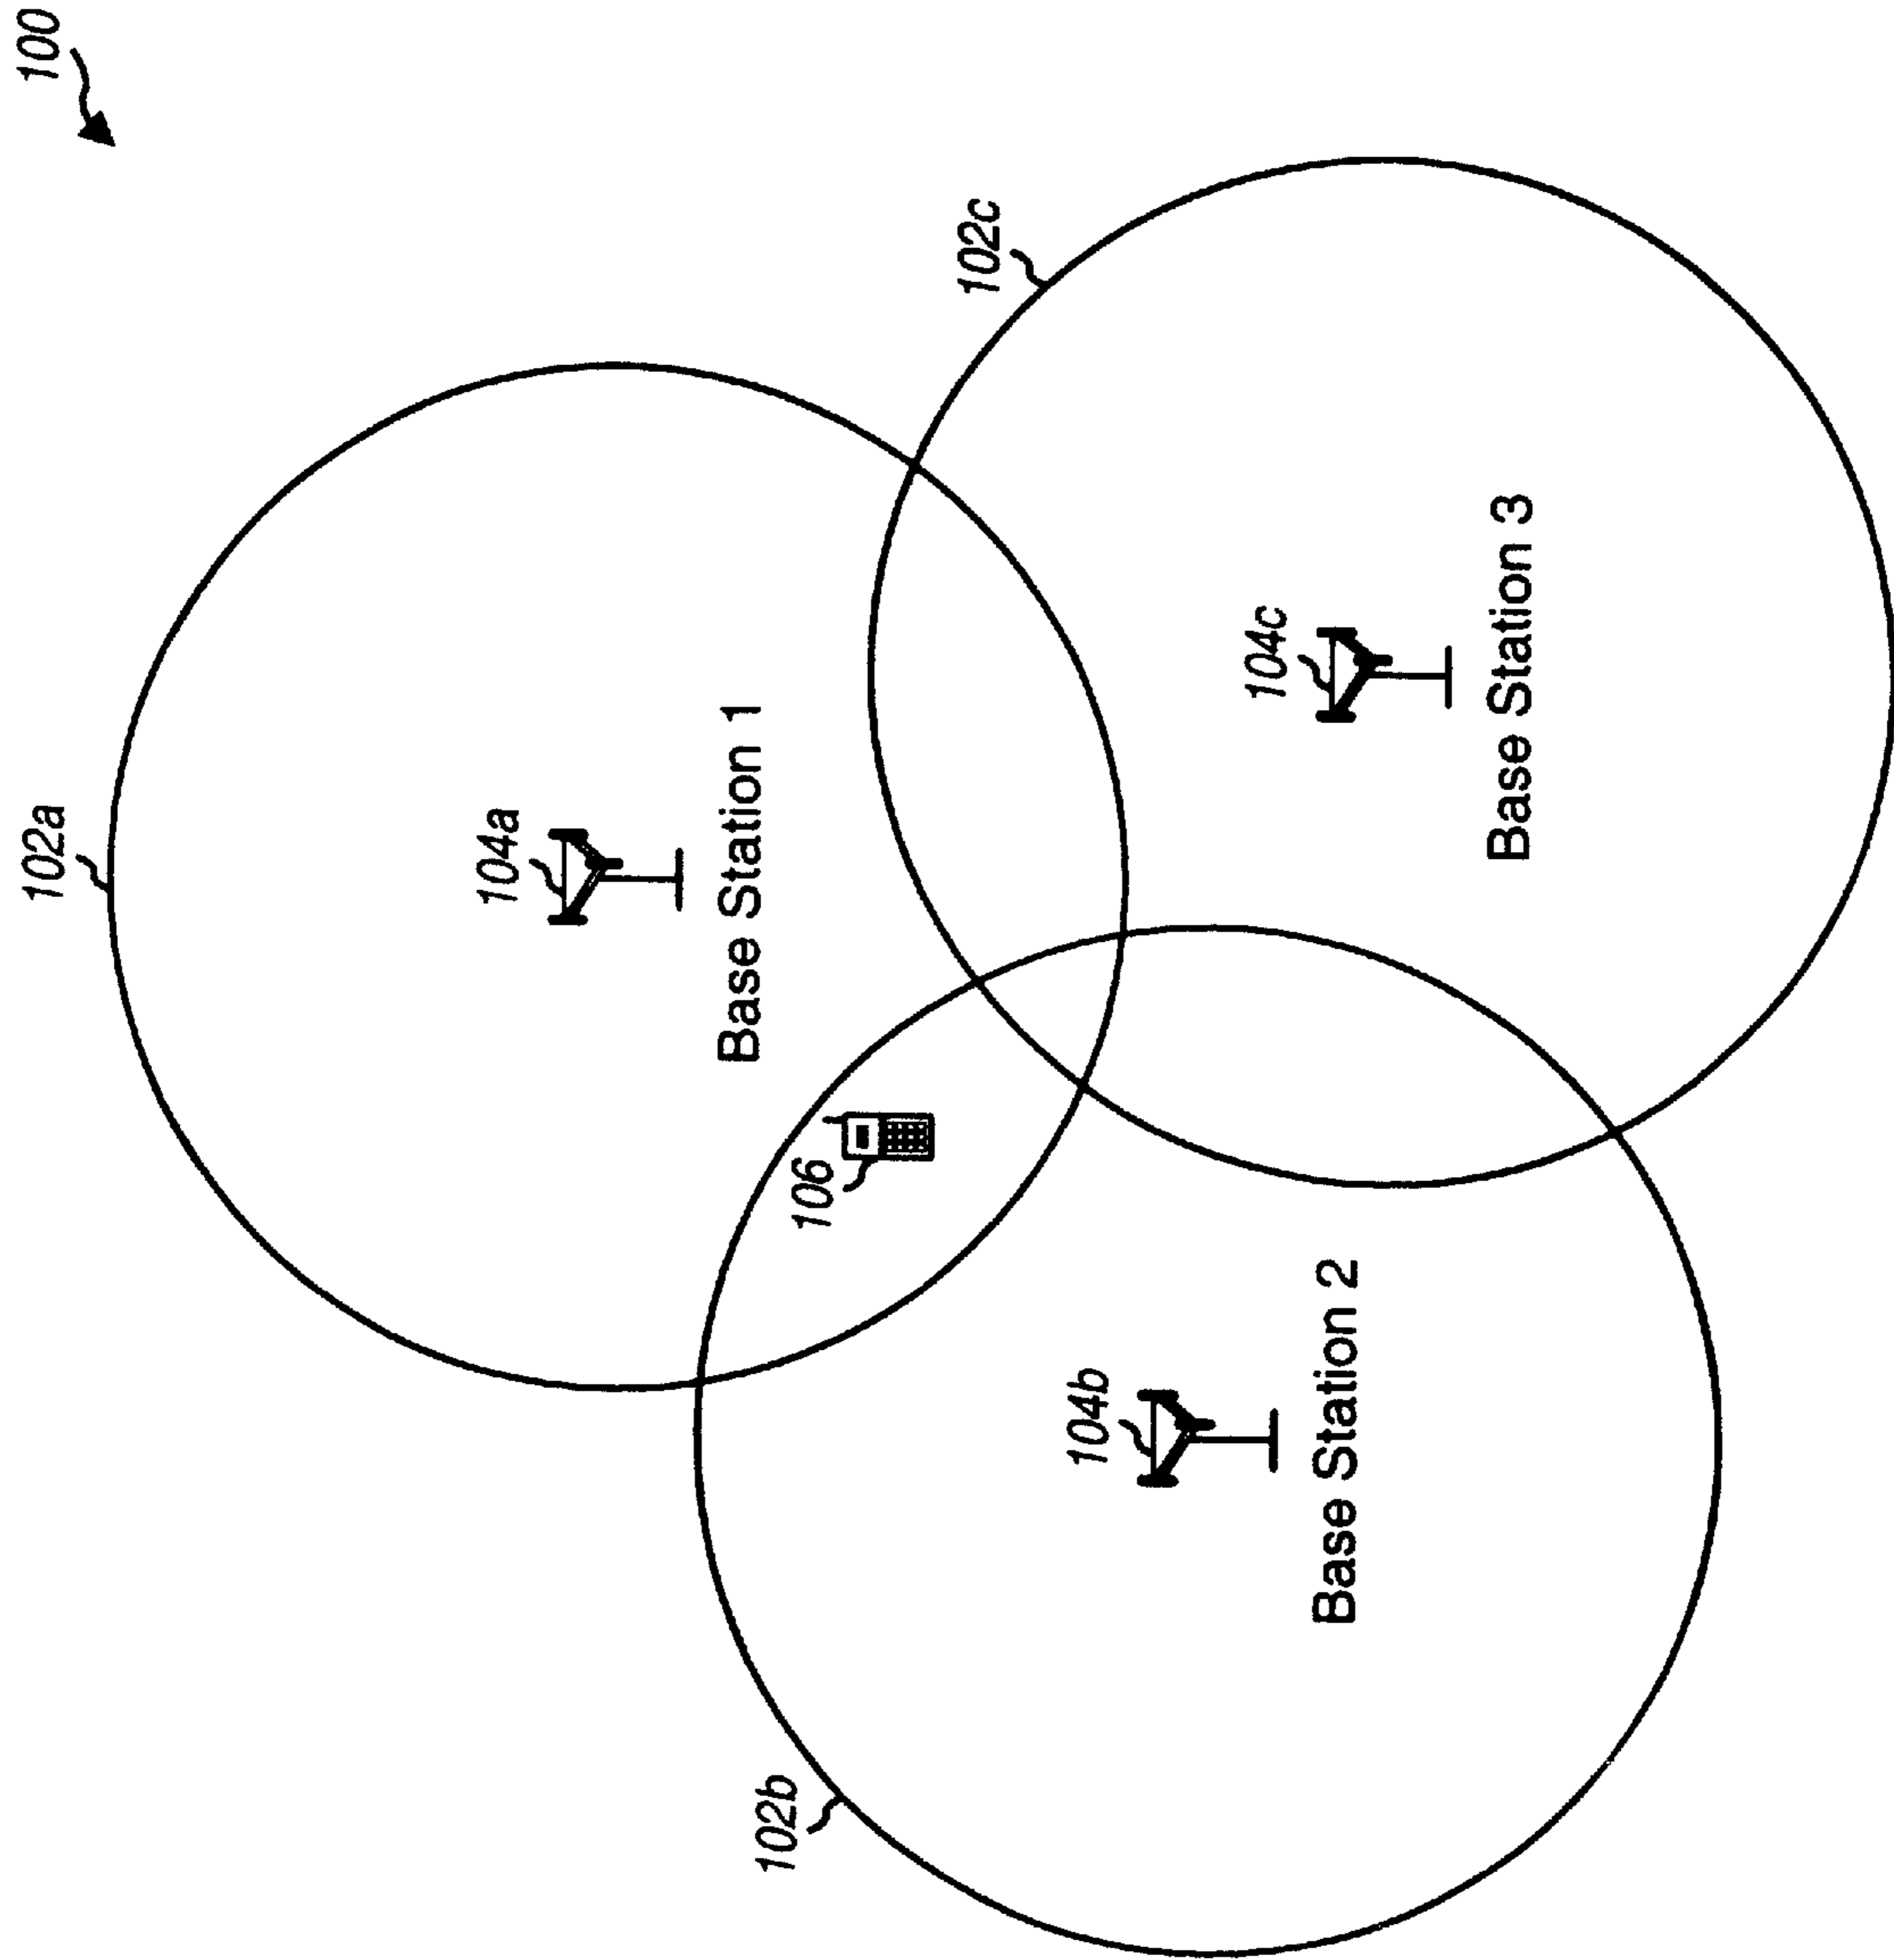 100
102a
104a
Base Station 1
102c
106
104c
Base Station 3
102b
104b
Base Station 2